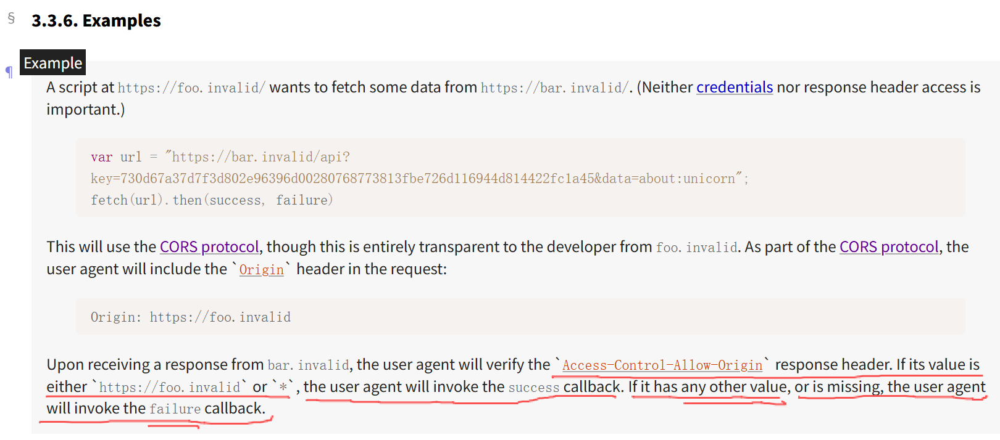 § 3.3.6. Examples
Example
¶
A script at https://foo.invalid/ wants to fetch some data from https://bar.invalid/. (Neither credentials nor response header access is
important.)
var url = "https://bar.invalid/api?
key=730d67a37d7f3d802e96396d00280768773813fbe726d116944d814422fc1a45&data=about:unicorn";
fetch(url).then(success, failure)
This will use the CORS protocol, though this is entirely transparent to the developer from foo.invalid. As part of the CORS protocol, the
user agent will include the `Origin` header in the request:
Origin: https://foo.invalid
Upon receiving a response from bar.invalid, the user agent will verify the `Access-Control-Allow-Origin` response header. If its value is
either `https://foo.invalid` or `*`, the user agent will invoke the success callback. If it has any other value, or is missing, the user agent
will invoke the failure callback.